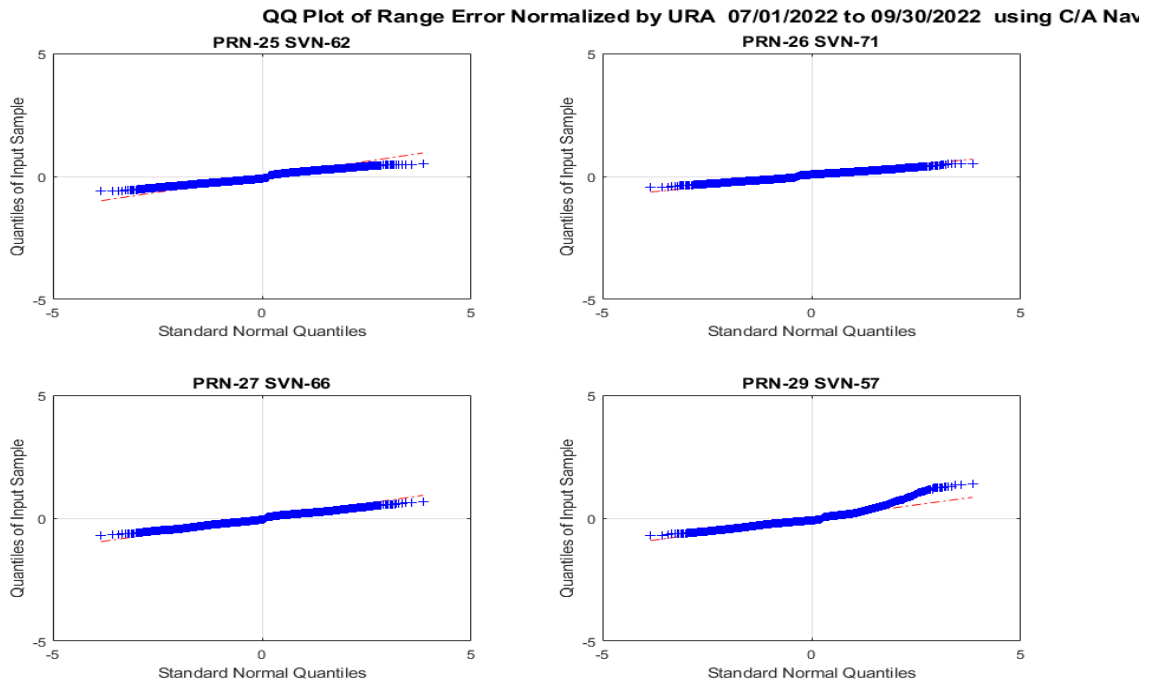 QQ Plot of Range Error Normalized by URA 07/01/2022 to 09/30/2022 using C/A Nav
PRN-25 SVN-62
PRN-26 SVN-71
5
5
Quantiles of Input Sample
Quantiles of Input Sample
0
0
-5
-5
-5
0
5
-5
0
5
Standard Normal Quantiles
Standard Normal Quantiles
PRN-27 SVN-66
PRN-29 SVN-57
5
5
Quantiles of Input Sample
Quantiles of Input Sample
0
0
-5
-5
-5
0
5
-5
0
5
Standard Normal Quantiles
Standard Normal Quantiles